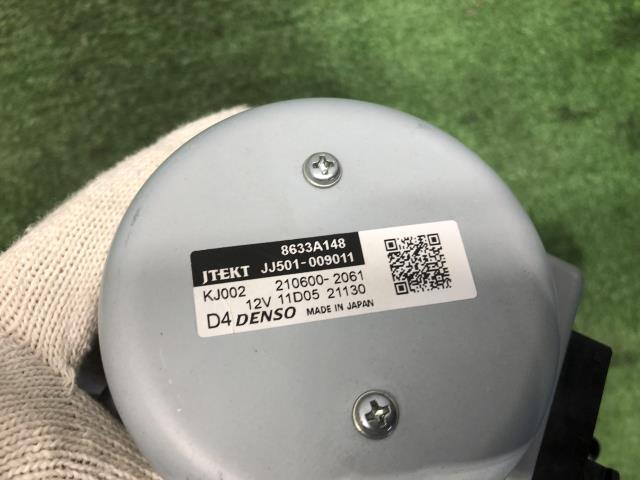 8633A148
JTEKT JJ501-009011
KJ002 210600-2061
12V 11D05 21130
D4 DENSO MADE IN JAPAN